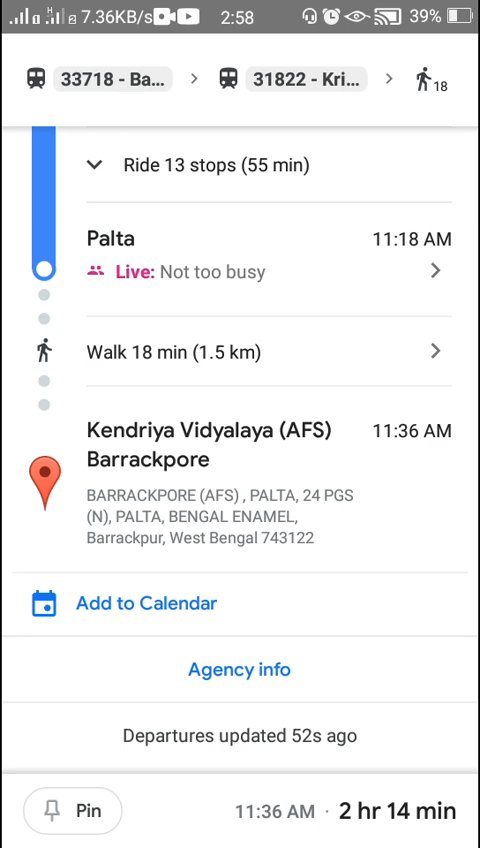 7.36KB/s 2:58 39%
33718 - Ba... > 31822 - Kri... > 18
Ride 13 stops (55 min)
Palta 11:18 AM
Live: Not too busy
Walk 18 min (1.5 km)
Kendriya Vidyalaya (AFS) 11:36 AM
Barrackpore
BARRACKPORE (AFS) , PALTA, 24 PGS
(N), PALTA, BENGAL ENAMEL,
Barrackpur, West Bengal 743122
Add to Calendar
Agency info
Departures updated 52s ago
Pin 11:36 AM · 2 hr 14 min